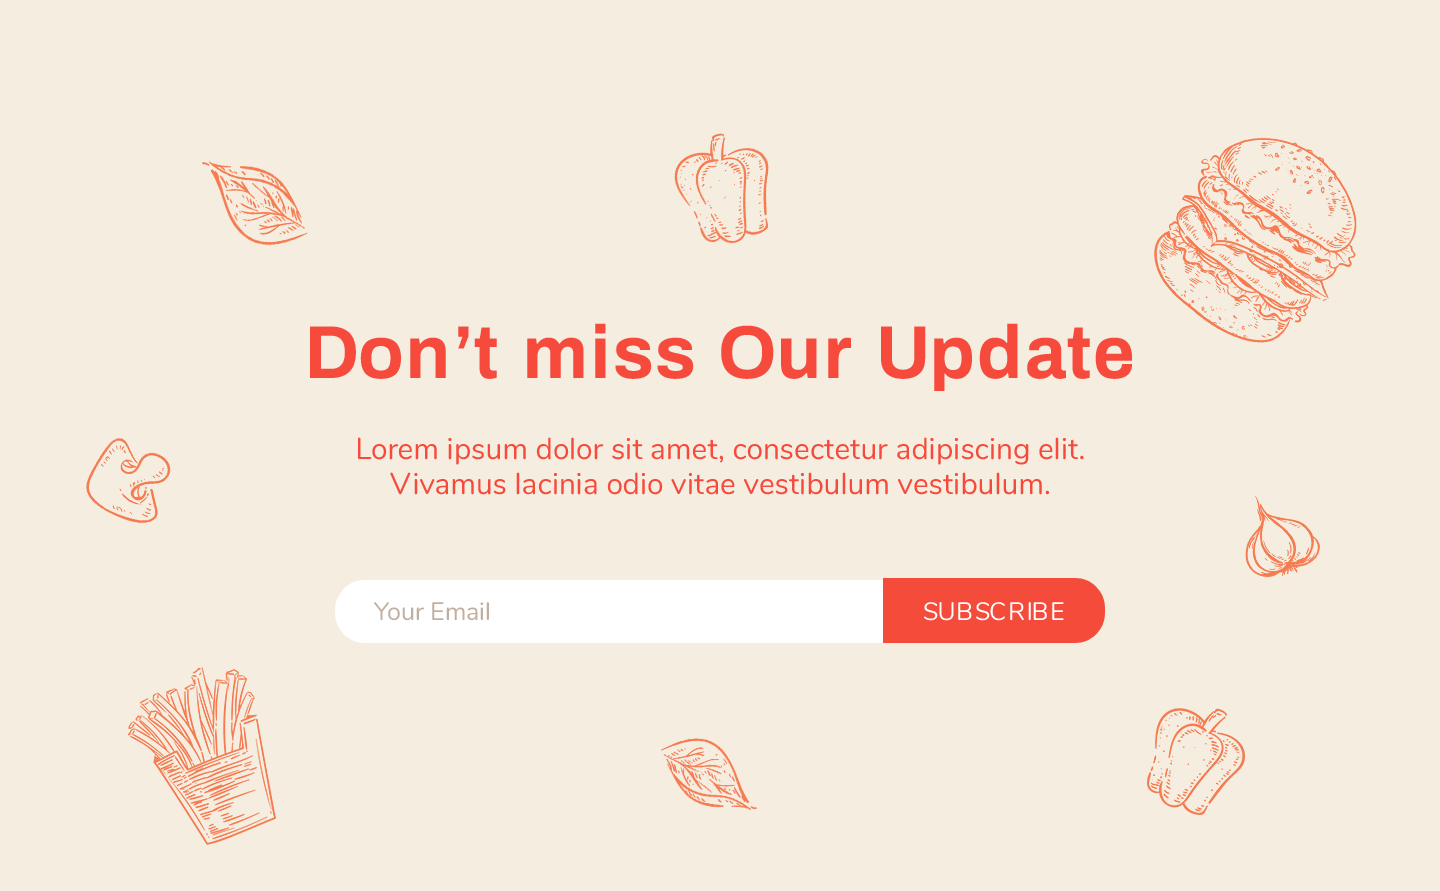 Don’t miss Our Update
Lorem ipsum dolor sit amet, consectetur adipiscing elit.
Vivamus lacinia odio vitae vestibulum vestibulum.
Your Email
SUBSCRIBE